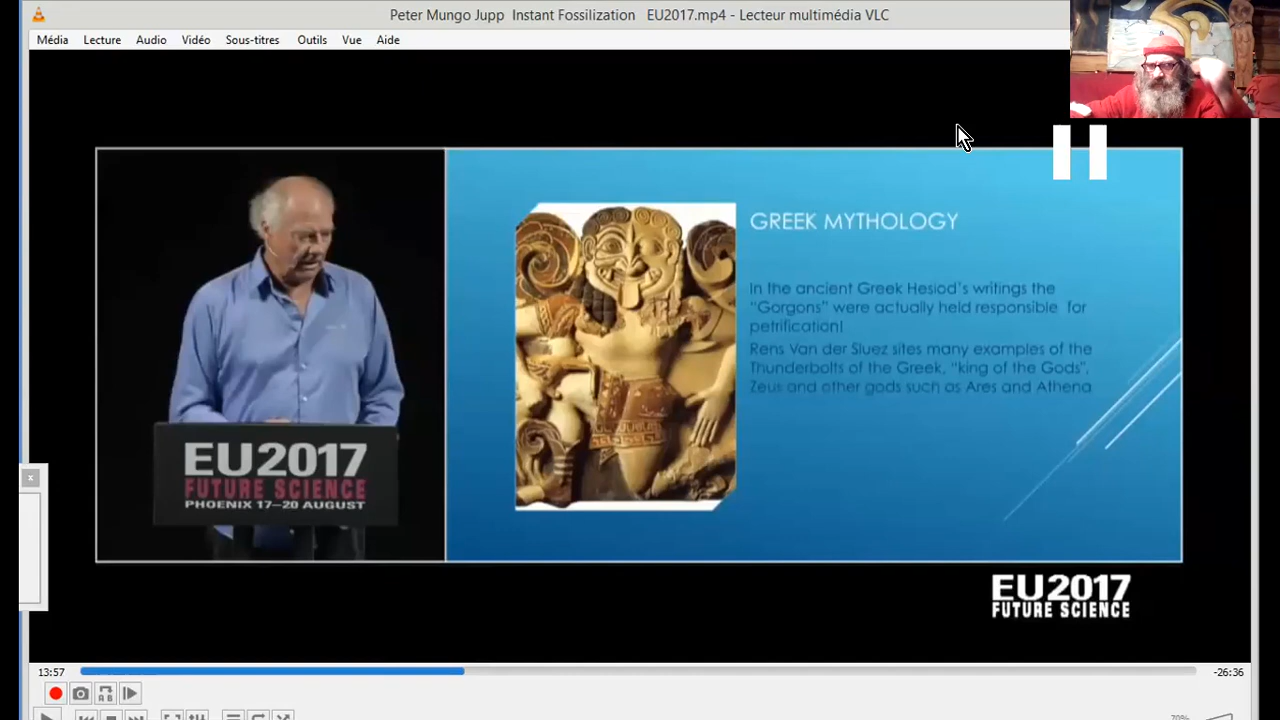 Peter Mungo Jupp Instant Fossilization EU2017.mp4 - Lecteur multimédia VLC
Média Lecture Audio Vidéo Sous-titres Outils Vue Aide
GREEK MYTHOLOGY
In the ancient Greek Hesiod's writings the
"Gorgons" were actually held responsible for
petrification!
Rens Van der Sluez sites many examples of the
Thunderbolts of the Greek, "king of the Gods",
Zeus and other gods such as Ares and Athena
EU2017
FUTURE SCIENCE
PHOENIX 17–20 AUGUST
EU2017
FUTURE SCIENCE
13:57
-26:36
A B
70%